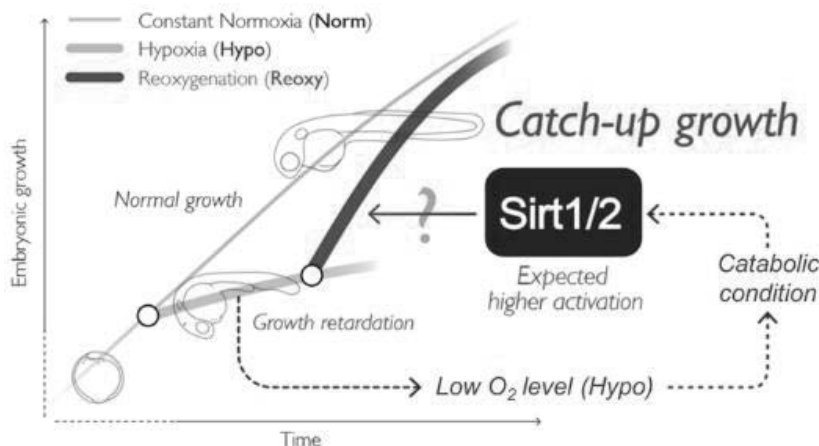 Constant Normoxia (Norm)
Hypoxia (Hypo)
Reoxygenation (Reoxy)
Catch-up growth
Normal growth
?
Sirt1/2
Expected
higher activation
Catabolic
condition
Growth retardation
Low O₂ level (Hypo)
Embryonic growth
Time